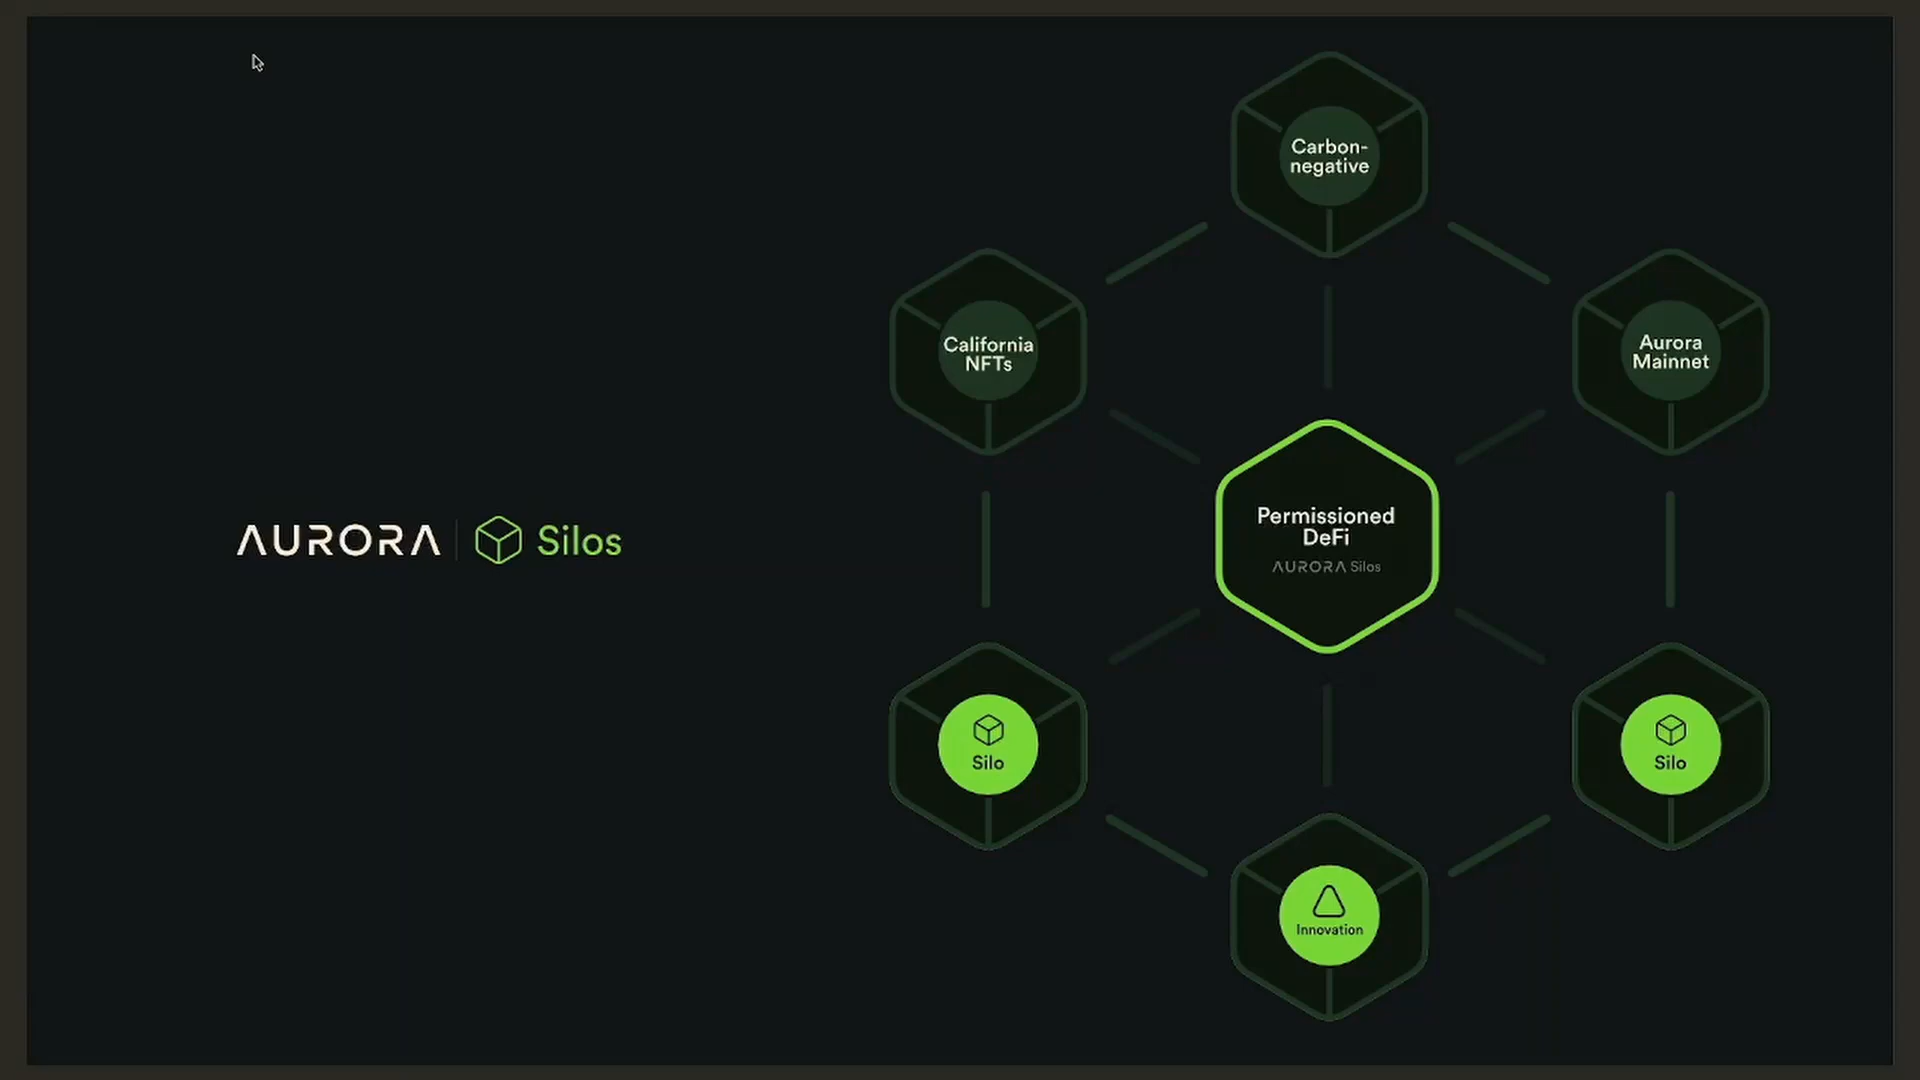 AURORA Silos
Carbon-
negative
California
NFTs
Aurora
Mainnet
Permissioned
DeFi
AURORA Silos
Silo
Silo
Innovation